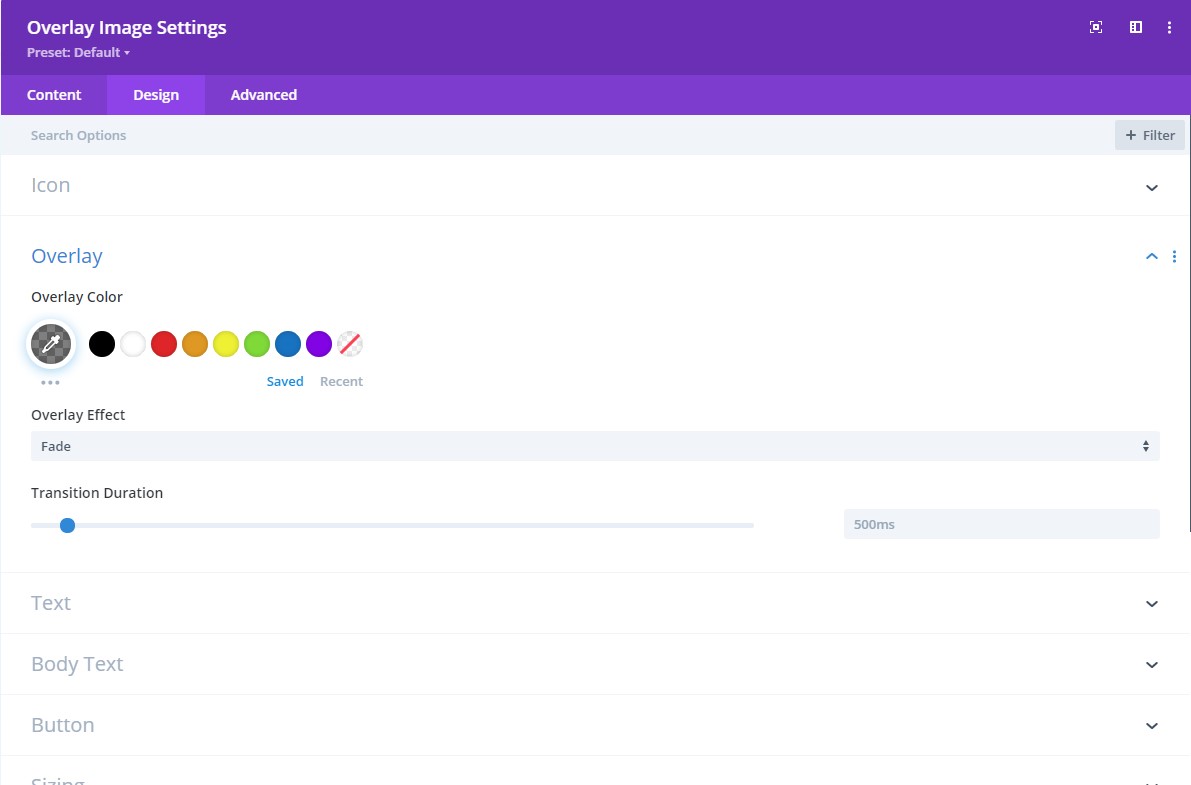 Overlay Image Settings
Preset: Default
Content Design Advanced
Search Options
+ Filter
Icon
Overlay
Overlay Color
Saved Recent
Overlay Effect
Fade
Transition Duration
500ms
Text
Body Text
Button
Sizing